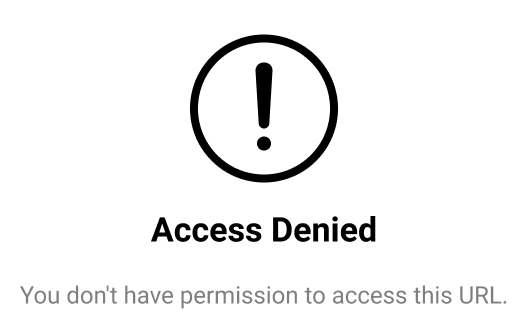 Access Denied
You don't have permission to access this URL.